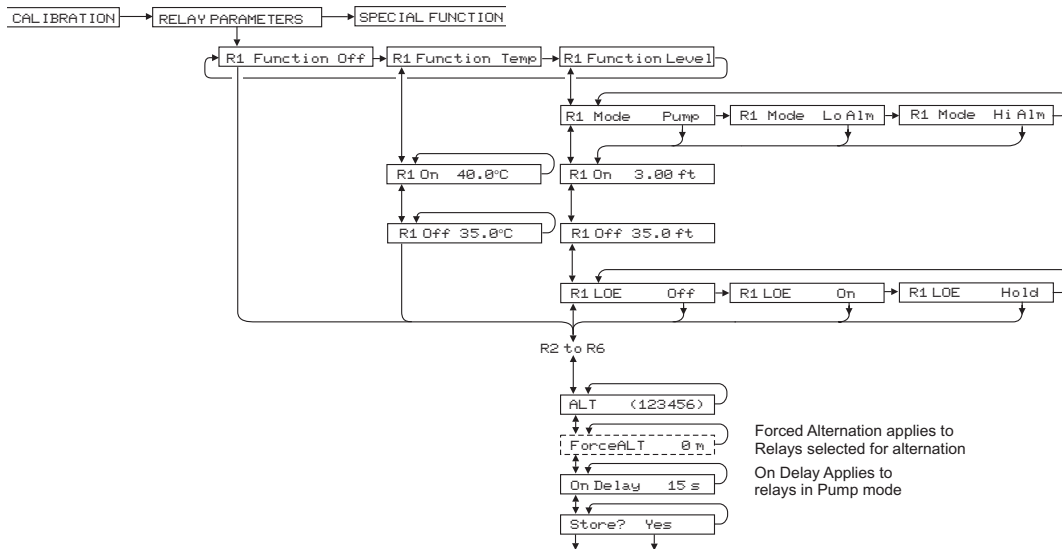 CALIBRATION RELAY PARAMETERS SPECIAL FUNCTION
R1 Function Off R1 Function Temp R1 Function Level
R1 Mode Pump R1 Mode Lo Alm R1 Mode Hi Alm
R1 On 40.0°C R1 On 3.00 ft
R1 Off 35.0°C R1 Off 35.0 ft
R1 LOE Off R1 LOE On R1 LOE Hold
R2 to R6
ALT (123456)
ForceALT 0 m
Forced Alternation applies to
Relays selected for alternation
On Delay 15 s
On Delay Applies to
relays in Pump mode
Store? Yes